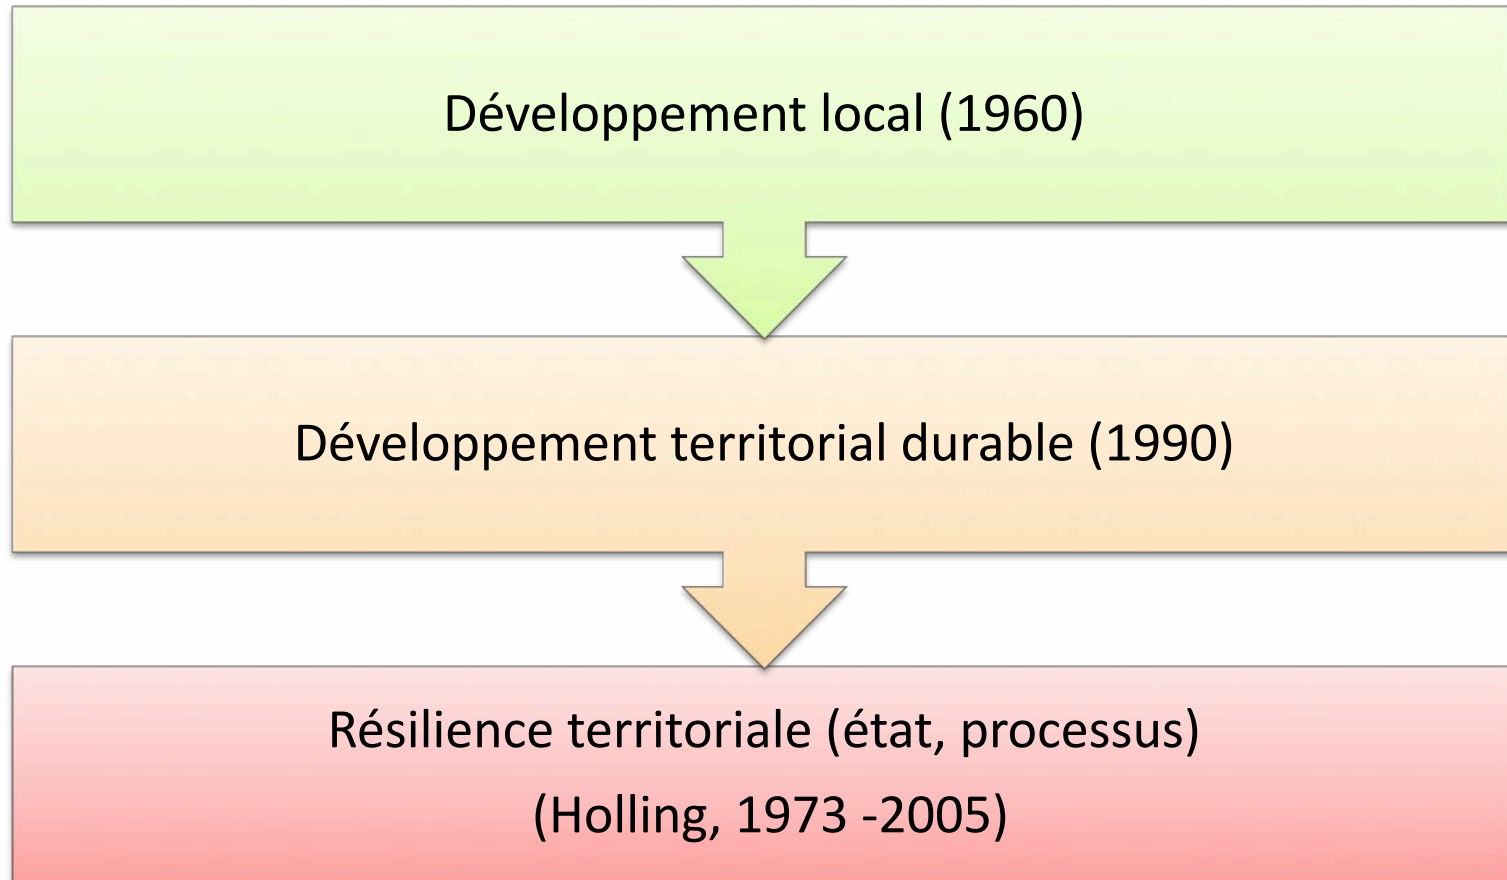 Développement local (1960)
Développement territorial durable (1990)
Résilience territoriale (état, processus)
(Holling, 1973 -2005)